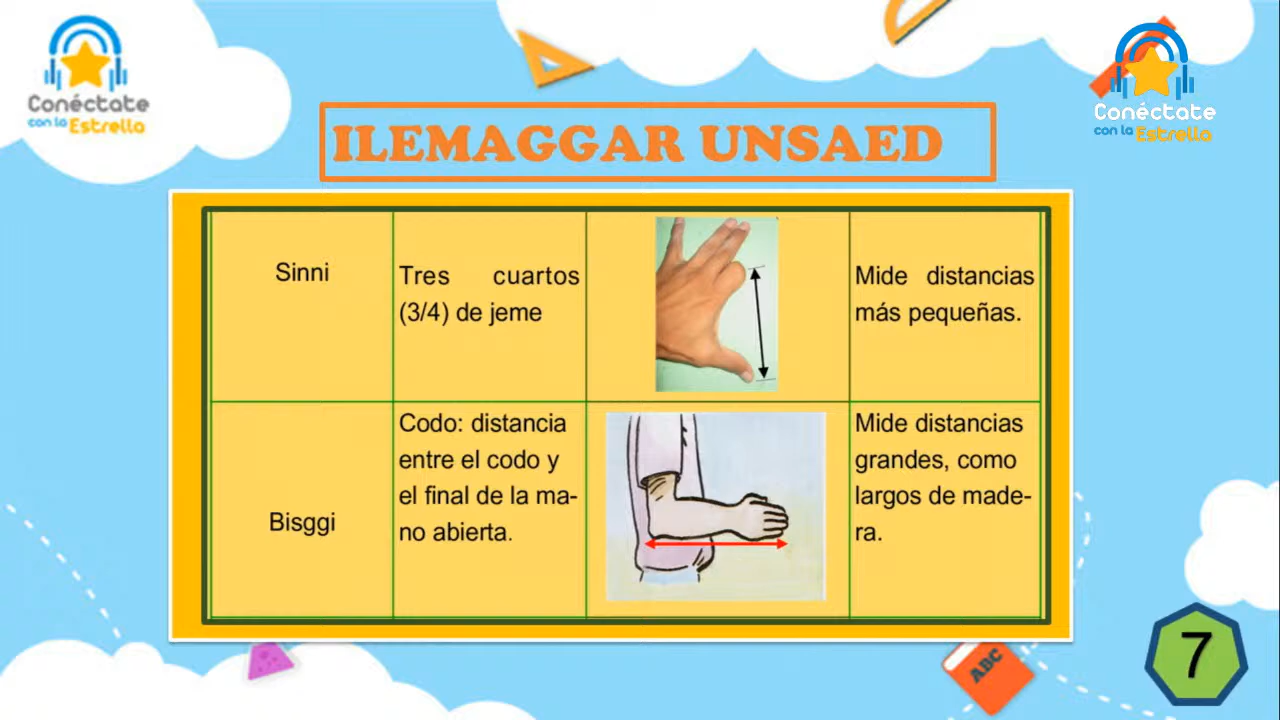 Conéctate
con la Estrella
Conéctate
con la Estrella
ILEMAGGAR UNSAED
Sinni
Tres cuartos
(3/4) de jeme
Mide distancias
más pequeñas.
Bisggi
Codo: distancia
entre el codo y
el final de la ma-
no abierta.
Mide distancias
grandes, como
largos de made-
ra.
ABC
7